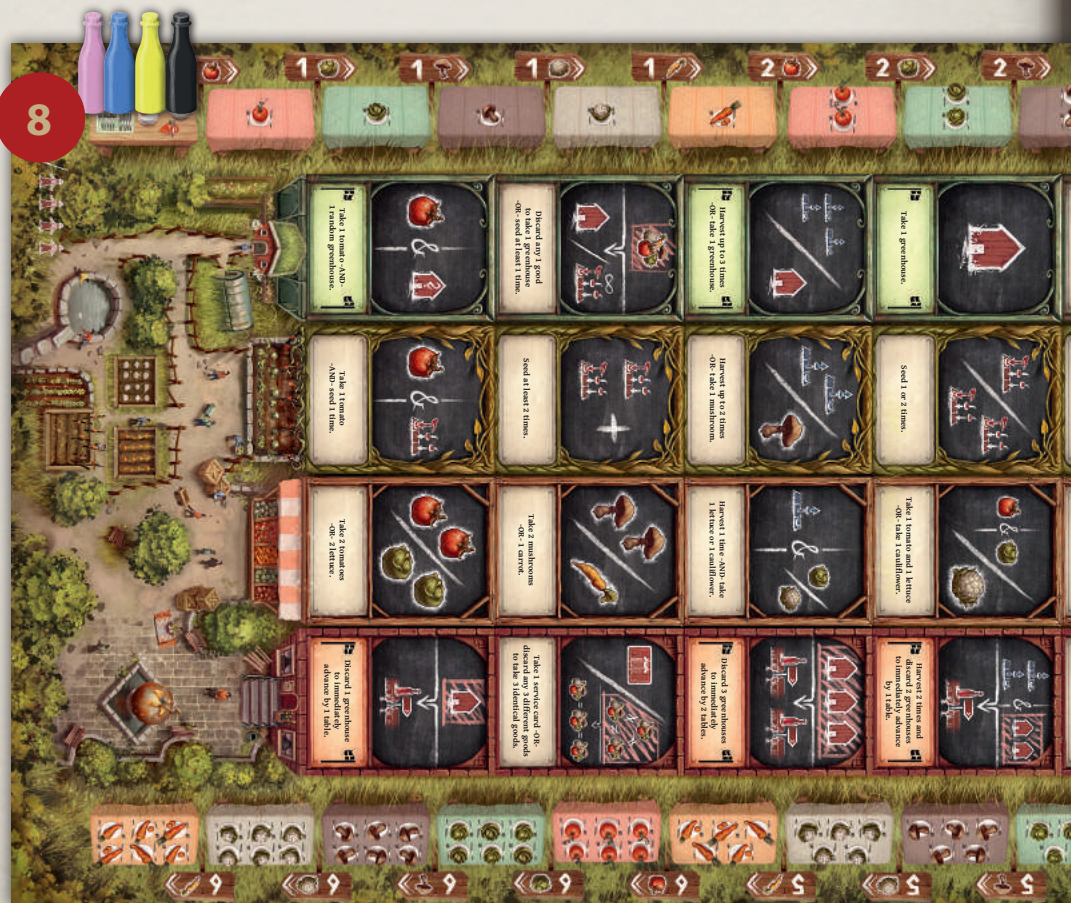 8
1
1
1
1
2
2
2
Take 1 tomato -AND-
1 random greenhouse.
Discard any 1 good
to take 1 greenhouse
-OR- seed at least 1 time.
Harvest up to 3 times
-OR- take 1 greenhouse.
Take 1 greenhouse.
Take 1 tomato
-AND- seed 1 time.
Seed at least 2 times.
Harvest up to 2 times
-OR- take 1 mushroom.
Seed 1 or 2 times.
Take 2 tomatoes
-OR- 2 lettuce.
Take 2 mushrooms
-OR- 1 carrot.
Harvest 1 time -AND- take
1 lettuce or 1 cauliflower.
Take 1 tomato and 1 lettuce
-OR- take 1 cauliflower.
Discard 1 greenhouse
to immediately
advance by 1 table.
Take 1 service card -OR-
discard any 3 different goods
to take 3 identical goods.
Discard 3 greenhouses
to immediately
advance by 2 tables.
Harvest 2 times and
discard 2 greenhouses
to immediately advance
by 1 table.
6
6
6
6
6
5
5
5